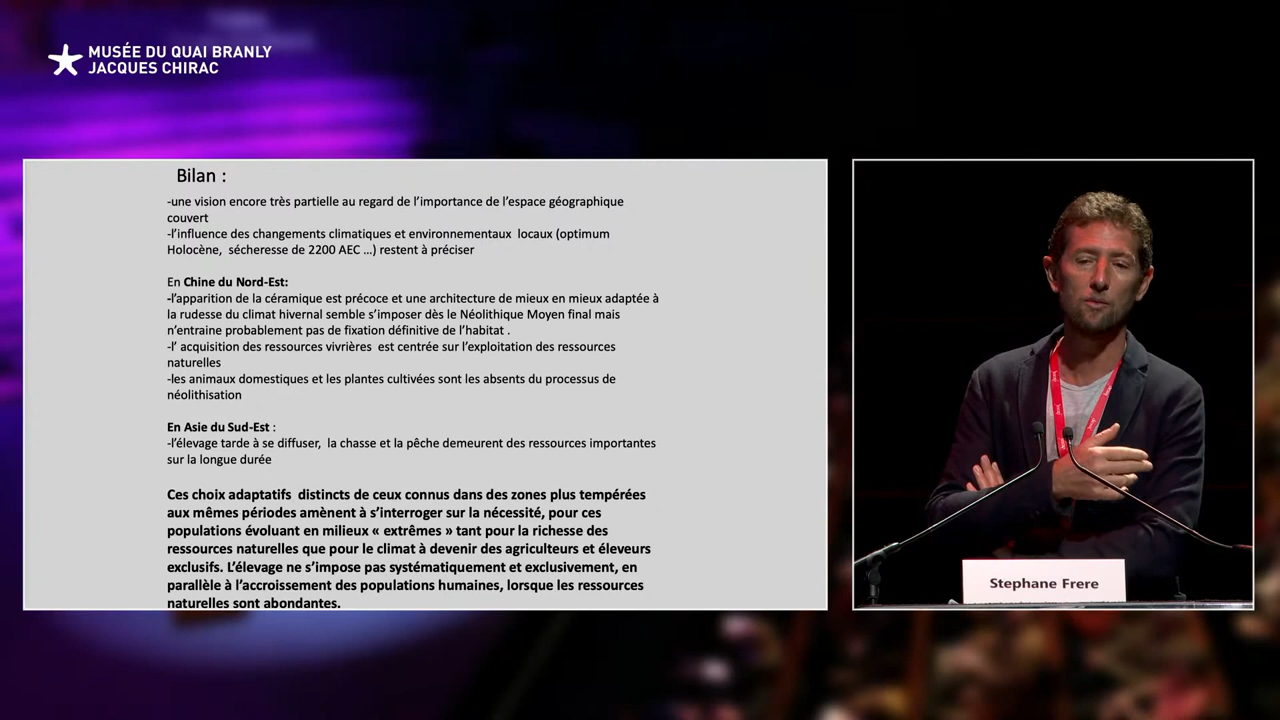 MUSÉE DU QUAI BRANLY
JACQUES CHIRAC
Bilan :
-une vision encore très partielle au regard de l'importance de l'espace géographique
couvert
-l'influence des changements climatiques et environnementaux locaux (optimum
Holocène, sécheresse de 2200 AEC ...) restent à préciser
En Chine du Nord-Est:
-l'apparition de la céramique est précoce et une architecture de mieux en mieux adaptée à
la rudesse du climat hivernal semble s'imposer dès le Néolithique Moyen final mais
n'entraine probablement pas de fixation définitive de l'habitat .
-l' acquisition des ressources vivrières est centrée sur l'exploitation des ressources
naturelles
-les animaux domestiques et les plantes cultivées sont les absents du processus de
néolithisation
En Asie du Sud-Est :
-l'élevage tarde à se diffuser, la chasse et la pêche demeurent des ressources importantes
sur la longue durée
Ces choix adaptatifs distincts de ceux connus dans des zones plus tempérées
aux mêmes périodes amènent à s'interroger sur la nécessité, pour ces
populations évoluant en milieux « extrêmes » tant pour la richesse des
ressources naturelles que pour le climat à devenir des agriculteurs et éleveurs
exclusifs. L'élevage ne s'impose pas systématiquement et exclusivement, en
parallèle à l'accroissement des populations humaines, lorsque les ressources
naturelles sont abondantes.
Stephane Frere